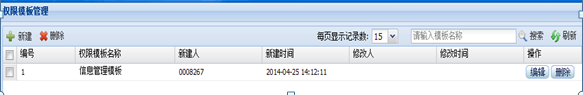 权限模板管理
新建 删除 每页显示记录数: 15 请输入模板名称 搜索 刷新
编号 权限模板名称 新建人 新建时间 修改人 修改时间 操作
1 信息管理模板 0008267 2014-04-25 14:12:11 编辑 删除